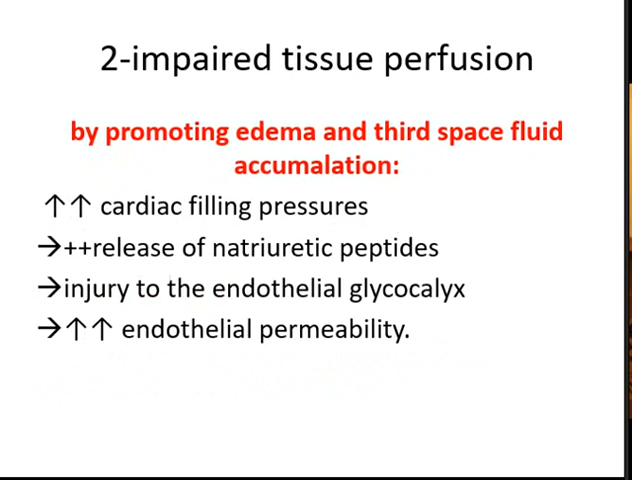 2-impaired tissue perfusion
by promoting edema and third space fluid
accumalation:
↑↑ cardiac filling pressures
→++release of natriuretic peptides
→injury to the endothelial glycocalyx
→↑↑ endothelial permeability.